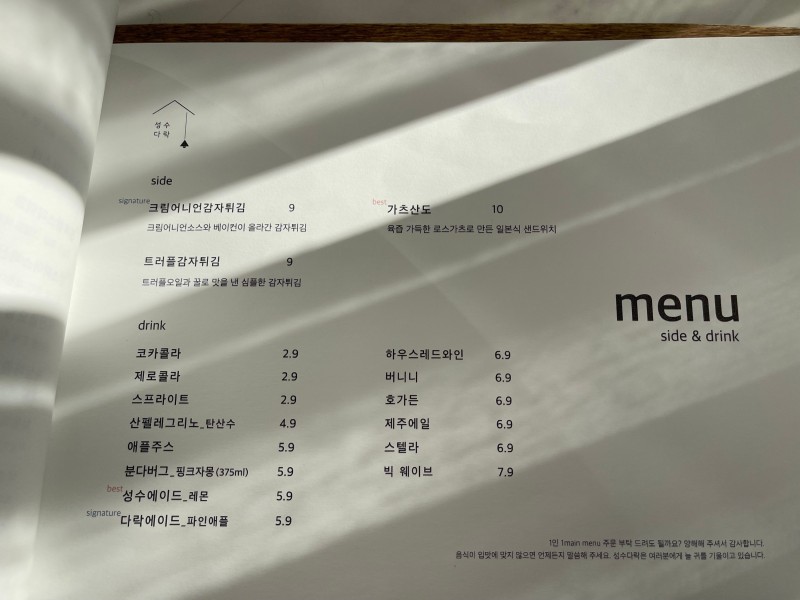 성수
다락
side
signature 크림어니언감자튀김 9
크림어니언소스와 베이컨이 올라간 감자튀김
트러플감자튀김 9
트러플오일과 꿀로 맛을 낸 심플한 감자튀김
best 가츠산도 10
육즙 가득한 로스가츠로 만든 일본식 샌드위치
menu
side & drink
drink
코카콜라 2.9
제로콜라 2.9
스프라이트 2.9
산펠레그리노_탄산수 4.9
애플주스 5.9
분다버그_핑크자몽(375ml) 5.9
best 성수에이드_레몬 5.9
signature 다락에이드_파인애플 5.9
하우스레드와인 6.9
버니니 6.9
호가든 6.9
제주에일 6.9
스텔라 6.9
빅 웨이브 7.9
1인 1main menu 주문 부탁 드려도 될까요? 양해해 주셔서 감사합니다.
음식이 입맛에 맞지 않으면 언제든지 말씀해 주세요. 성수다락은 여러분에게 늘 귀를 기울이고 있습니다.